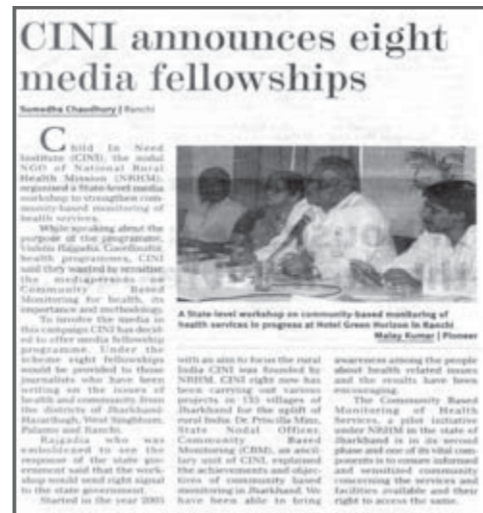 CINI announces eight
media fellowships
Sumedha Chaudhury | Ranchi
Child In Need
Institute (CINI), the nodal
NGO of National Rural
Health Mission (NRHM),
organised a State-level media
workshop to strengthen com-
munity-based monitoring of
health services.
While speaking about the
purpose of the programme,
Rajgadia, Coordinator,
health programmes, CINI
said they wanted to sensitise
the mediapersons on
Community Based
Monitoring for health, its
importance and methodology.
To involve the media in
this campaign CINI has decid-
ed to offer media fellowship
programme. Under the
scheme eight fellowships
would be provided to those
journalists who have been
writing on the issues of
health and community from
the districts of Jharkhand-
Hazaribagh, West Singhbhum,
Palamu and Ranchi.
Rajgadia who was
emboldened to see the
response of the state gov-
ernment said that the work-
shop would send right signal
to the state government.
Started in the year 2005
A State-level workshop on community-based monitoring of
health services in progress at Hotel Green Horizon in Ranchi
Malay Kumar | Pioneer
with an aim to focus the rural
India CINI was founded by
NRHM. CINI right now has
been carrying out various
projects in 135 villages of
Jharkhand for the uplift of
rural India. Dr. Priscilla Minz,
State Nodal Officer,
Community Based
Monitoring (CBM), an ancil-
lary unit of CINI, explained
the achievements and objec-
tives of community based
monitoring in Jharkhand. We
have been able to bring
awareness among the people
about health related issues
and the results have been
encouraging.
The Community Based
Monitoring of Health
Services, a pilot initiative
under NRHM in the state of
Jharkhand is in its second
phase and one of its vital com-
ponents is to ensure informed
and sensitized community
concerning the services and
facilities available and their
right to access the same.